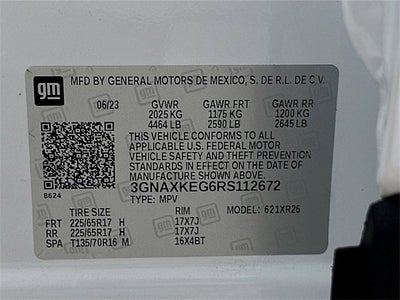 gm
MFD BY GENERAL MOTORS DE MEXICO, S. DE R.L. DE C.V.
06/23 GVWR GAWR FRT GAWR RR
2025 KG 1175 KG 1200 KG
4464 LB 2590 LB 2645 LB
THIS VEHICLE CONFORMS TO ALL
APPLICABLE U.S. FEDERAL MOTOR
VEHICLE SAFETY AND THEFT PREVENTION
STANDARDS IN EFFECT ON THE DATE OF
MANUFACTURE SHOWN ABOVE.
3GNAXKEG6RS112672
8624 TYPE: MPV
TIRE SIZE RIM MODEL: 621XR26
FRT 225/65R17 H 17X7J
RR 225/65R17 H 17X7J
SPA T135/70R16 M 16X4BT